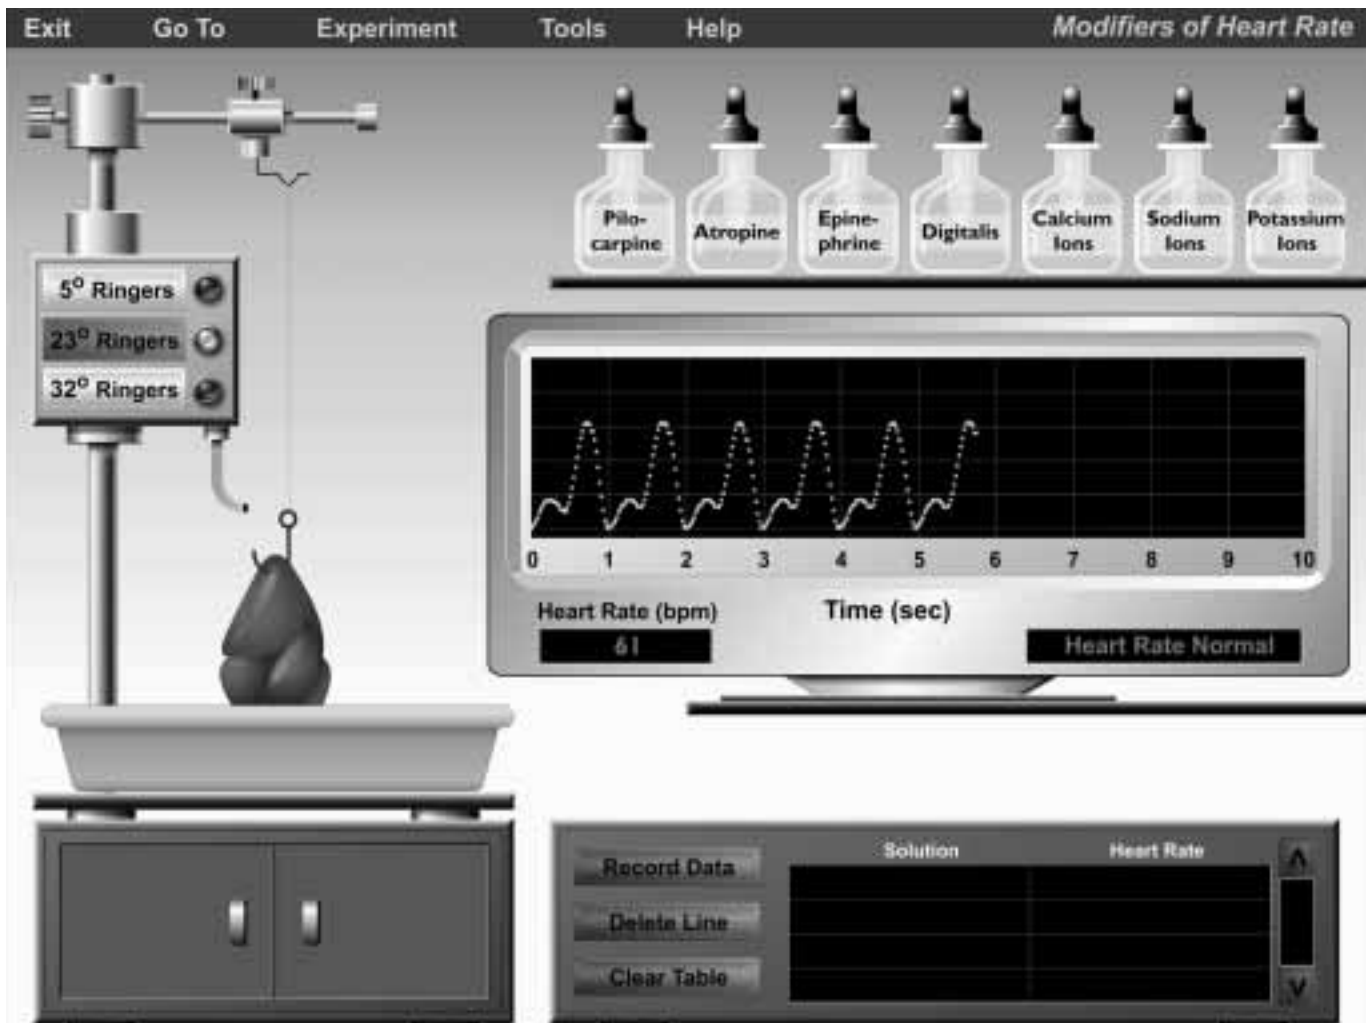 Exit Go To Experiment Tools Help Modifiers of Heart Rate
Pilo-
carpine
Atropine
Epine-
phrine
Digitalis
Calcium
Ions
Sodium
Ions
Potassium
Ions
5° Ringers
23° Ringers
32° Ringers
0 1 2 3 4 5 6 7 8 9 10
Heart Rate (bpm) Time (sec)
61 Heart Rate Normal
Solution Heart Rate
Record Data
Delete Line
Clear Table